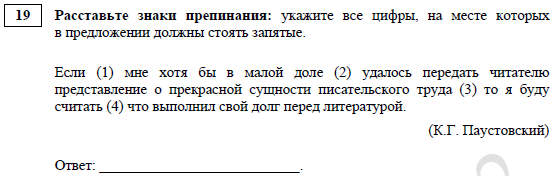 19 Расставьте знаки препинания: укажите все цифры, на месте которых
в предложении должны стоять запятые.
Если (1) мне хотя бы в малой доле (2) удалось передать читателю
представление о прекрасной сущности писательского труда (3) то я буду
считать (4) что выполнил свой долг перед литературой.
(К.Г. Паустовский)
Ответ: ___________________________.